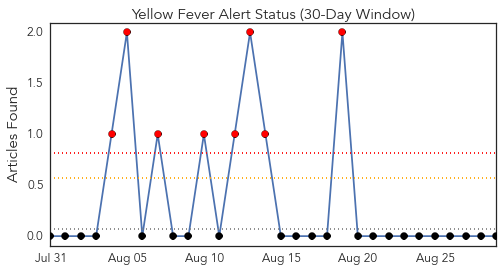 Yellow Fever Alert Status (30-Day Window)
Articles Found
2.0
1.5
1.0
0.5
0.0
Jul 31 Aug 05 Aug 10 Aug 15 Aug 20 Aug 25